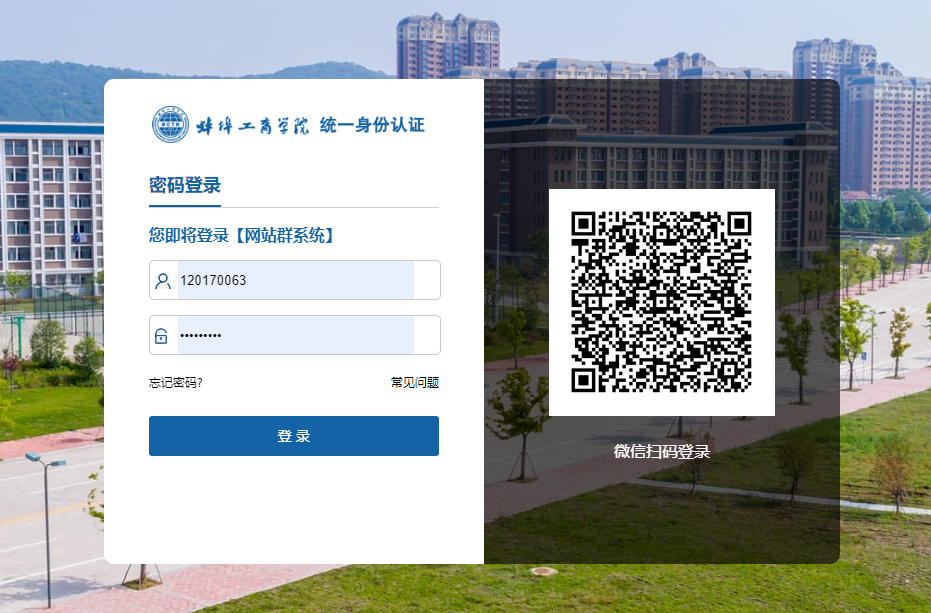 蚌埠工商学院 统一身份认证
密码登录
您即将登录【网站群系统】
120170063
•••••••••
忘记密码? 常见问题
登 录
微信扫码登录